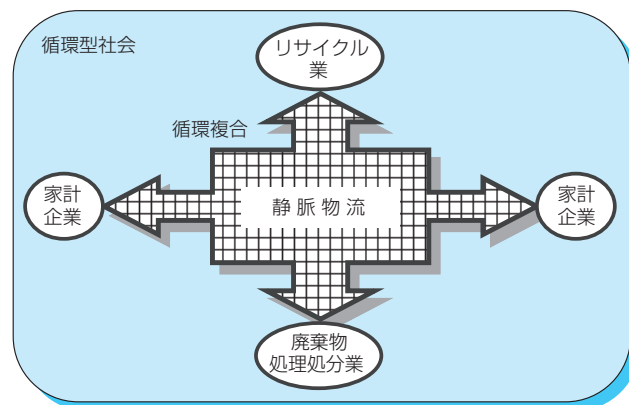 循環型社会
リサイクル
業
循環複合
家計
企業
静脈物流
家計
企業
廃棄物
処理処分業